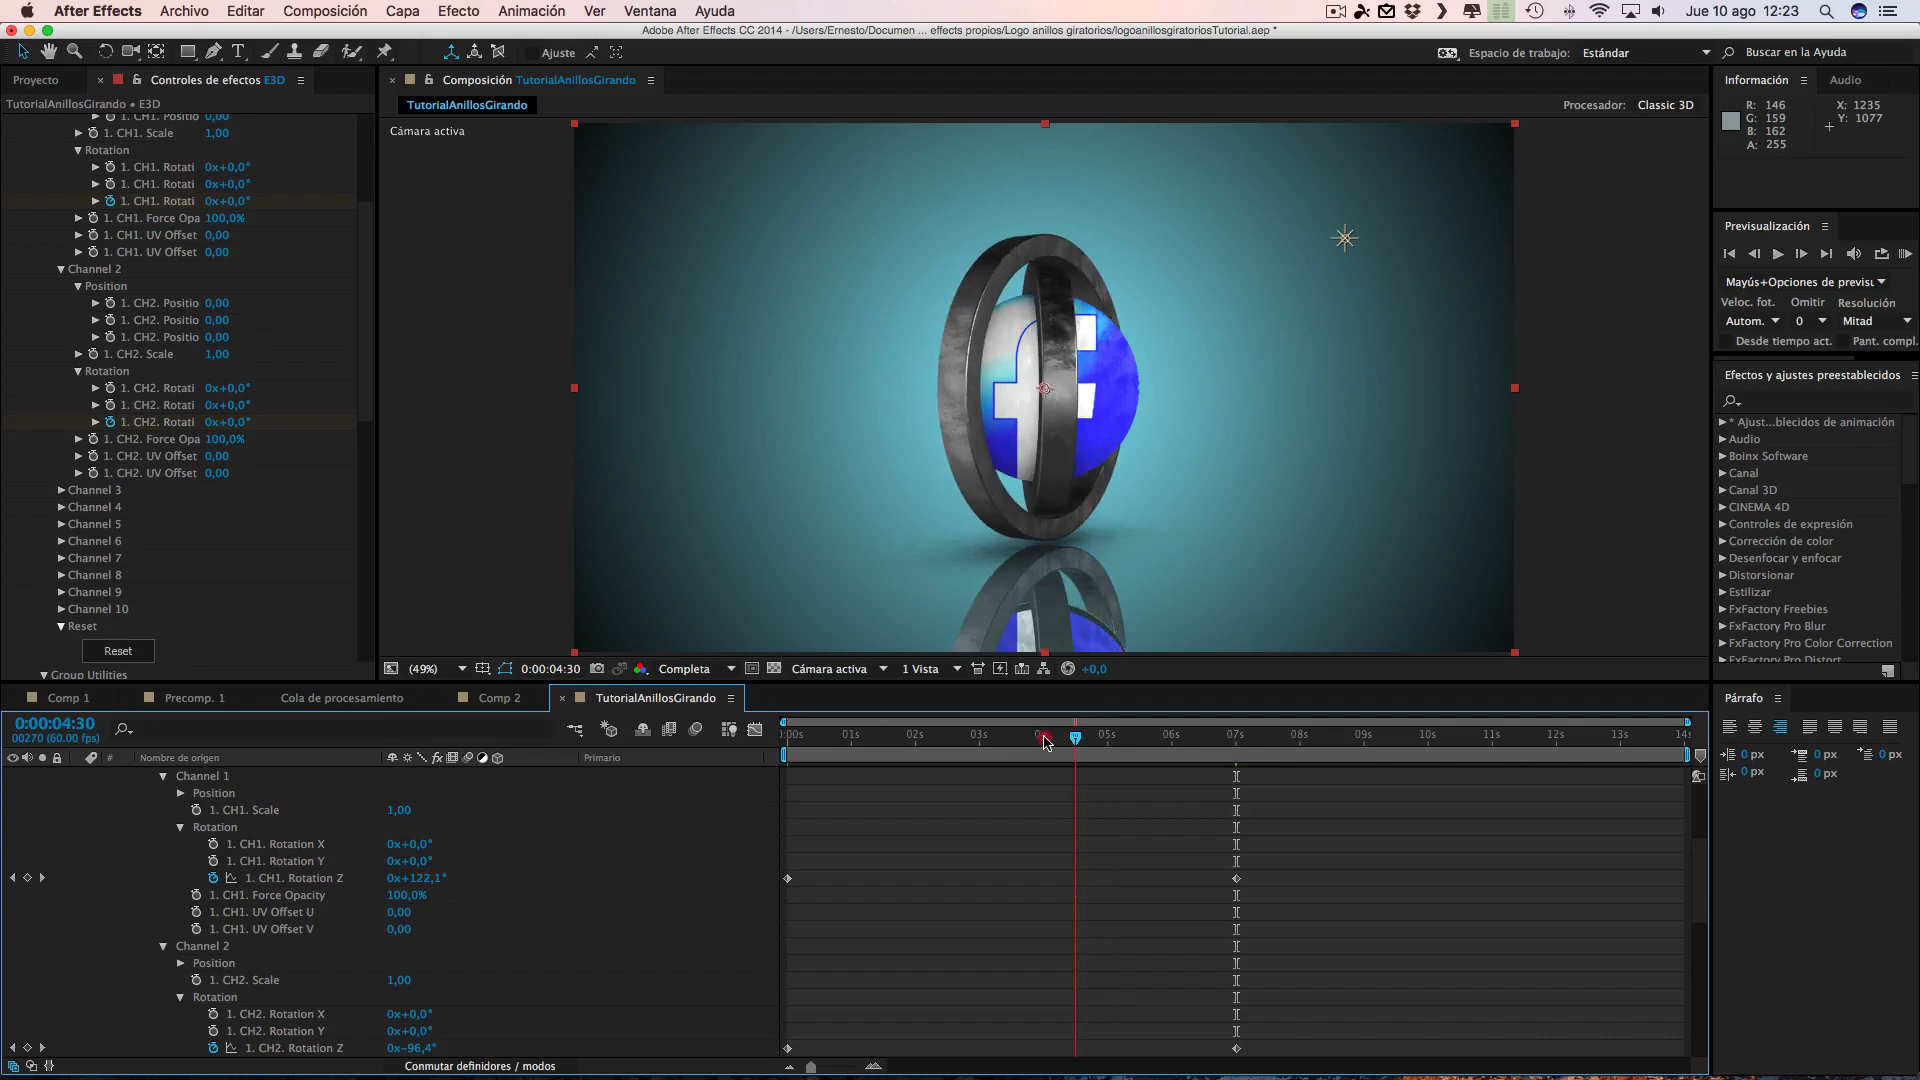 After Effects Archivo Editar Composición Capa Efecto Animación Ver Ventana Ayuda Jue 10 ago 12:23
Adobe After Effects CC 2014 - /Users/Ernesto/Documen ... effects propios/Logo anillos giratorios/logoanillosgiratoriosTutorial.aep *
Ajuste Espacio de trabajo: Estándar Buscar en la Ayuda
Proyecto Controles de efectos E3D Composición TutorialAnillosGirando Información Audio
TutorialAnillosGirando • E3D TutorialAnillosGirando Procesador: Classic 3D
R: 146 X: 1235
G: 159 Y: 1077
B: 162
A: 255
Cámara activa
1. CH1. Positio 0,00
1. CH1. Scale 1,00
Rotation
1. CH1. Rotati 0x+0,0°
1. CH1. Rotati 0x+0,0°
1. CH1. Rotati 0x+0,0°
1. CH1. Force Opa 100,0%
1. CH1. UV Offset 0,00
1. CH1. UV Offset 0,00
Channel 2
Position
1. CH2. Positio 0,00
1. CH2. Positio 0,00
1. CH2. Positio 0,00
1. CH2. Scale 1,00
Rotation
1. CH2. Rotati 0x+0,0°
1. CH2. Rotati 0x+0,0°
1. CH2. Rotati 0x+0,0°
1. CH2. Force Opa 100,0%
1. CH2. UV Offset 0,00
1. CH2. UV Offset 0,00
Channel 3
Channel 4
Channel 5
Channel 6
Channel 7
Channel 8
Channel 9
Channel 10
Reset
Reset
Group Utilities
f f
(49%) 0:00:04:30 Completa Cámara activa 1 Vista +0,0
Previsualización
Mayús+Opciones de previsu
Veloc. fot. Omitir Resolución
Autom. 0 Mitad
Desde tiempo act. Pant. compl.
Efectos y ajustes preestablecidos
* Ajust...blecidos de animación
Audio
Boinx Software
Canal
Canal 3D
CINEMA 4D
Controles de expresión
Corrección de color
Desenfocar y enfocar
Distorsionar
Estilizar
FxFactory Freebies
FxFactory Pro Blur
FxFactory Pro Color Correction
FxFactory Pro Distort
Comp 1 Precomp. 1 Cola de procesamiento Comp 2 TutorialAnillosGirando
0:00:04:30
00270 (60.00 fps)
):00s 01s 02s 03s 05s 06s 07s 08s 09s 10s 11s 12s 13s 14s
# Nombre de origen fx Primario
Channel 1
Position
1. CH1. Scale 1,00
Rotation
1. CH1. Rotation X 0x+0,0°
1. CH1. Rotation Y 0x+0,0°
1. CH1. Rotation Z 0x+122,1°
1. CH1. Force Opacity 100,0%
1. CH1. UV Offset U 0,00
1. CH1. UV Offset V 0,00
Channel 2
Position
1. CH2. Scale 1,00
Rotation
1. CH2. Rotation X 0x+0,0°
1. CH2. Rotation Y 0x+0,0°
1. CH2. Rotation Z 0x-96,4°
Conmutar definidores / modos
Párrafo
0 px 0 px 0 px
0 px 0 px